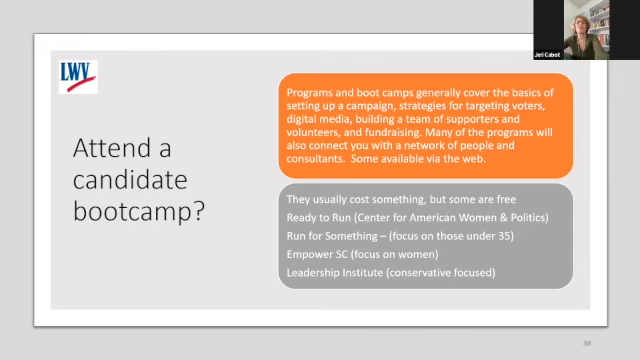 LWV
Attend a
candidate
bootcamp?
Programs and boot camps generally cover the basics of
setting up a campaign, strategies for targeting voters,
digital media, building a team of supporters and
volunteers, and fundraising. Many of the programs will
also connect you with a network of people and
consultants. Some available via the web.
They usually cost something, but some are free
Ready to Run (Center for American Women & Politics)
Run for Something – (focus on those under 35)
Empower SC (focus on women)
Leadership Institute (conservative focused)
38
Jeri Cabot